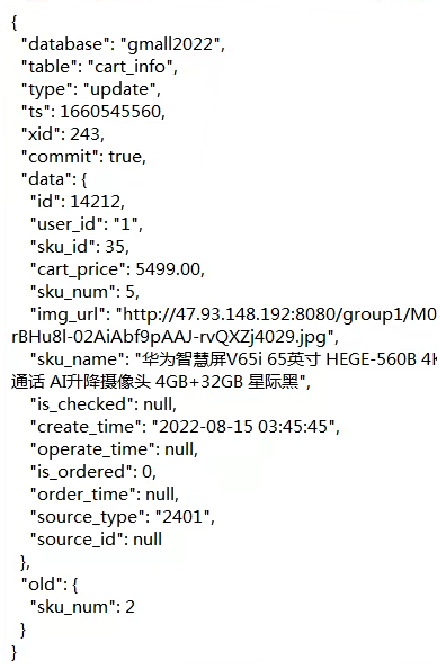 {
"database": "gmall2022",
"table": "cart_info",
"type": "update",
"ts": 1660545560,
"xid": 243,
"commit": true,
"data": {
"id": 14212,
"user_id": "1",
"sku_id": 35,
"cart_price": 5499.00,
"sku_num": 5,
"img_url": "http://47.93.148.192:8080/group1/M0
rBHu8l-02AiAbf9pAAJ-rvQXZj4029.jpg",
"sku_name": "华为智慧屏V65i 65英寸 HEGE-560B 4K
通话 AI升降摄像头 4GB+32GB 星际黑",
"is_checked": null,
"create_time": "2022-08-15 03:45:45",
"operate_time": null,
"is_ordered": 0,
"order_time": null,
"source_type": "2401",
"source_id": null
},
"old": {
"sku_num": 2
}
}